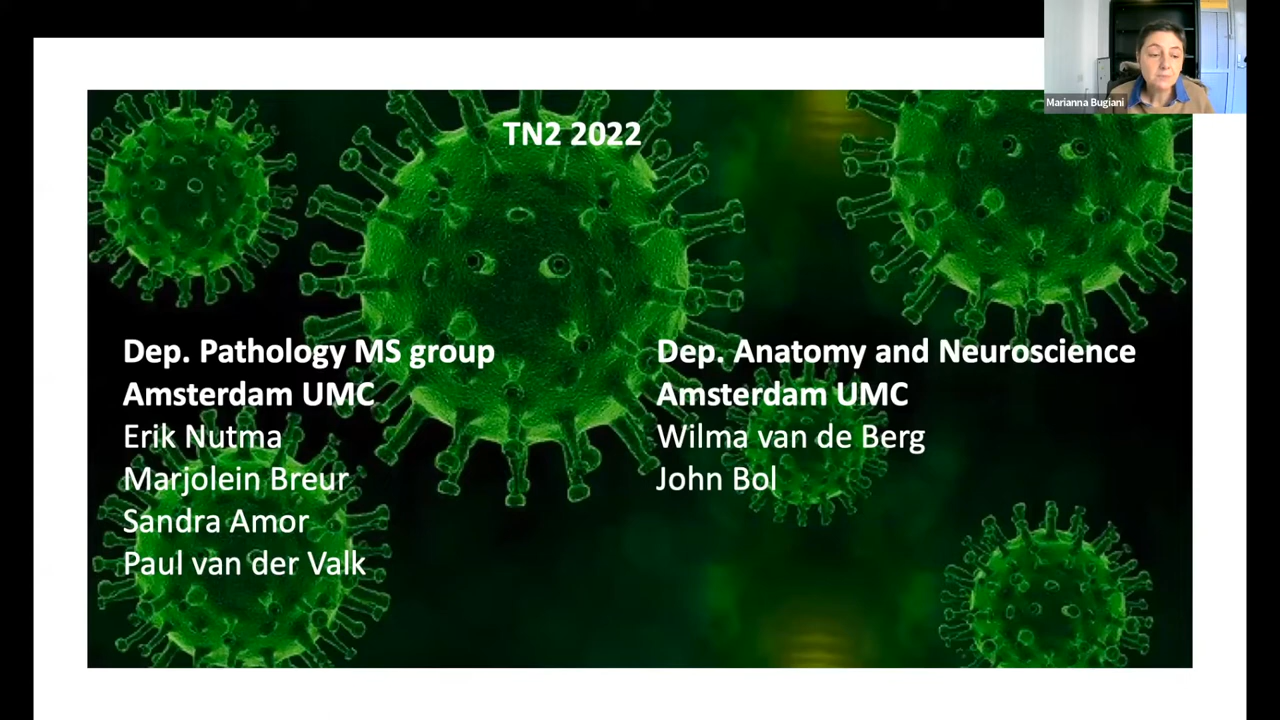 Marianna Bugiani
TN2 2022
Dep. Pathology MS group
Amsterdam UMC
Erik Nutma
Marjolein Breur
Sandra Amor
Paul van der Valk
Dep. Anatomy and Neuroscience
Amsterdam UMC
Wilma van de Berg
John Bol